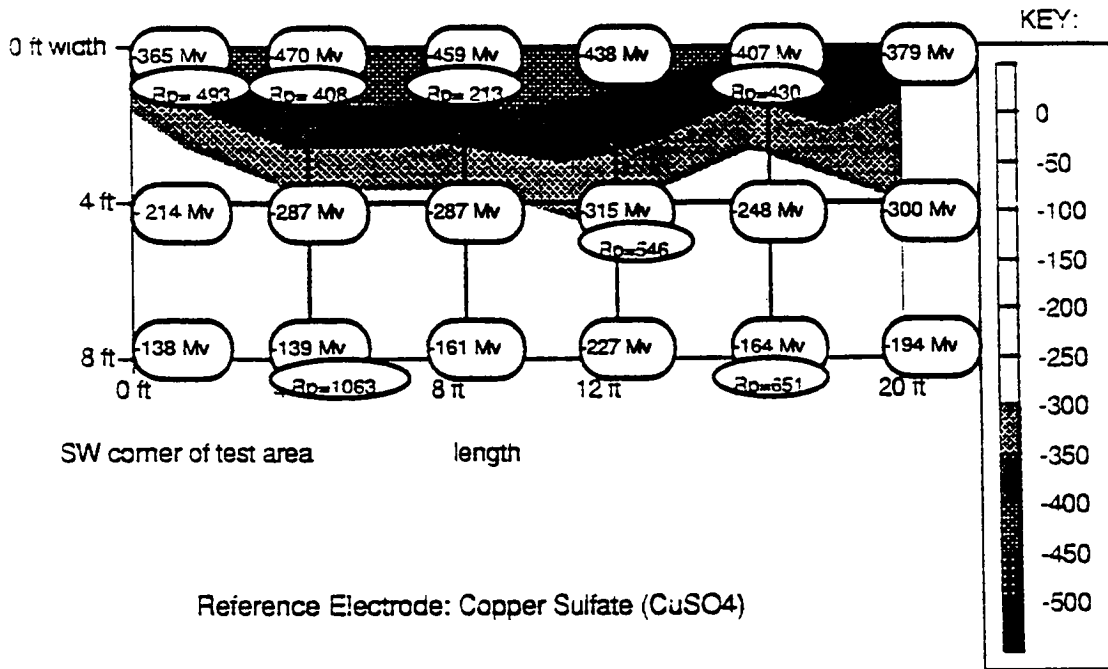 KEY:
0 ft width
-365 Mv -470 Mv -459 Mv -438 Mv -407 Mv -379 Mv
Rp=493 Rp=408 Rp=213 Rp=430
4 ft
-214 Mv -287 Mv -287 Mv -315 Mv -248 Mv -300 Mv
Rp=546
8 ft
-138 Mv -139 Mv -161 Mv -227 Mv -164 Mv -194 Mv
Rp=1063 Rp=651
0 ft 8 ft 12 ft 20 ft
SW corner of test area length
Reference Electrode: Copper Sulfate (CuSO4)
0
-50
-100
-150
-200
-250
-300
-350
-400
-450
-500